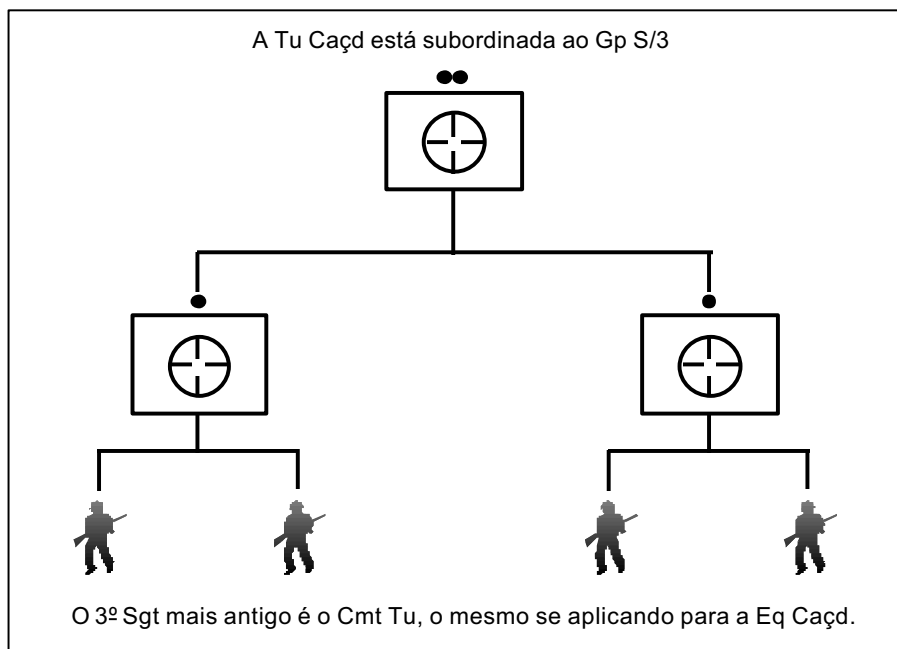 A Tu Caçd está subordinada ao Gp S/3
O 3º Sgt mais antigo é o Cmt Tu, o mesmo se aplicando para a Eq Caçd.